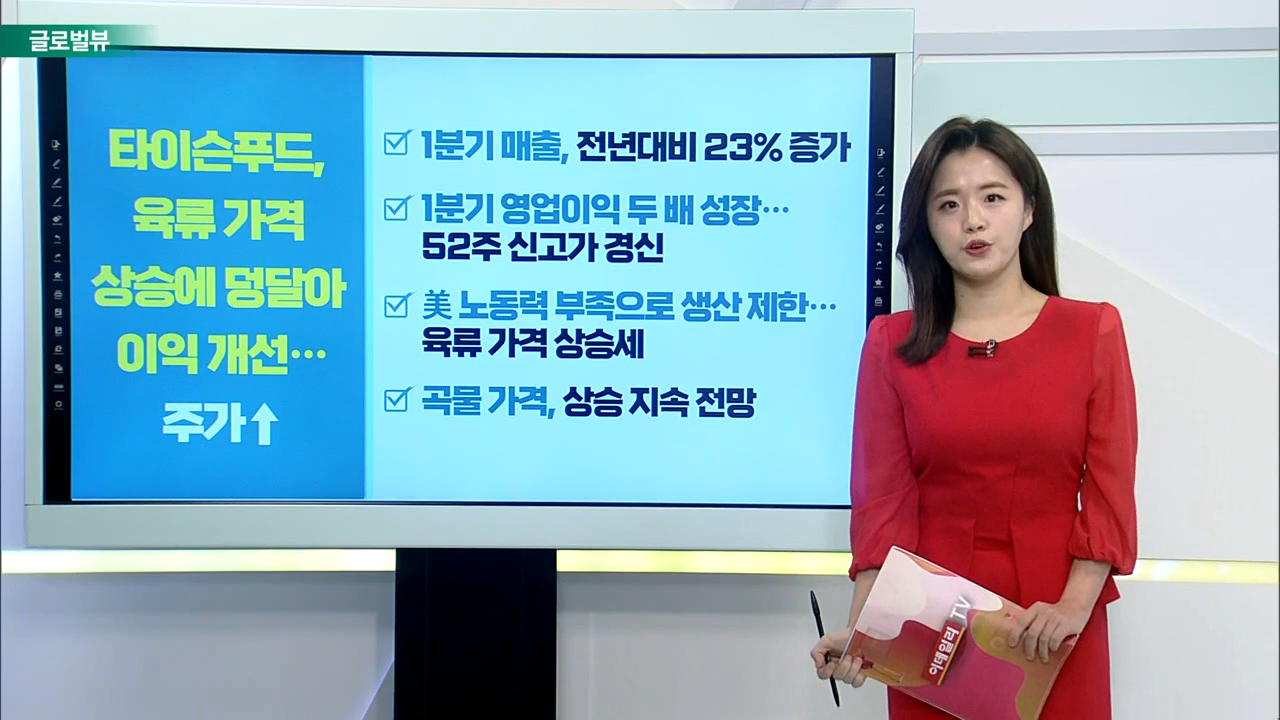 글로벌뷰
타이슨푸드,
육류 가격
상승에 덩달아
이익 개선…
주가↑
1분기 매출, 전년대비 23% 증가
1분기 영업이익 두 배 성장…
52주 신고가 경신
美 노동력 부족으로 생산 제한…
육류 가격 상승세
곡물 가격, 상승 지속 전망
이데일리 TV